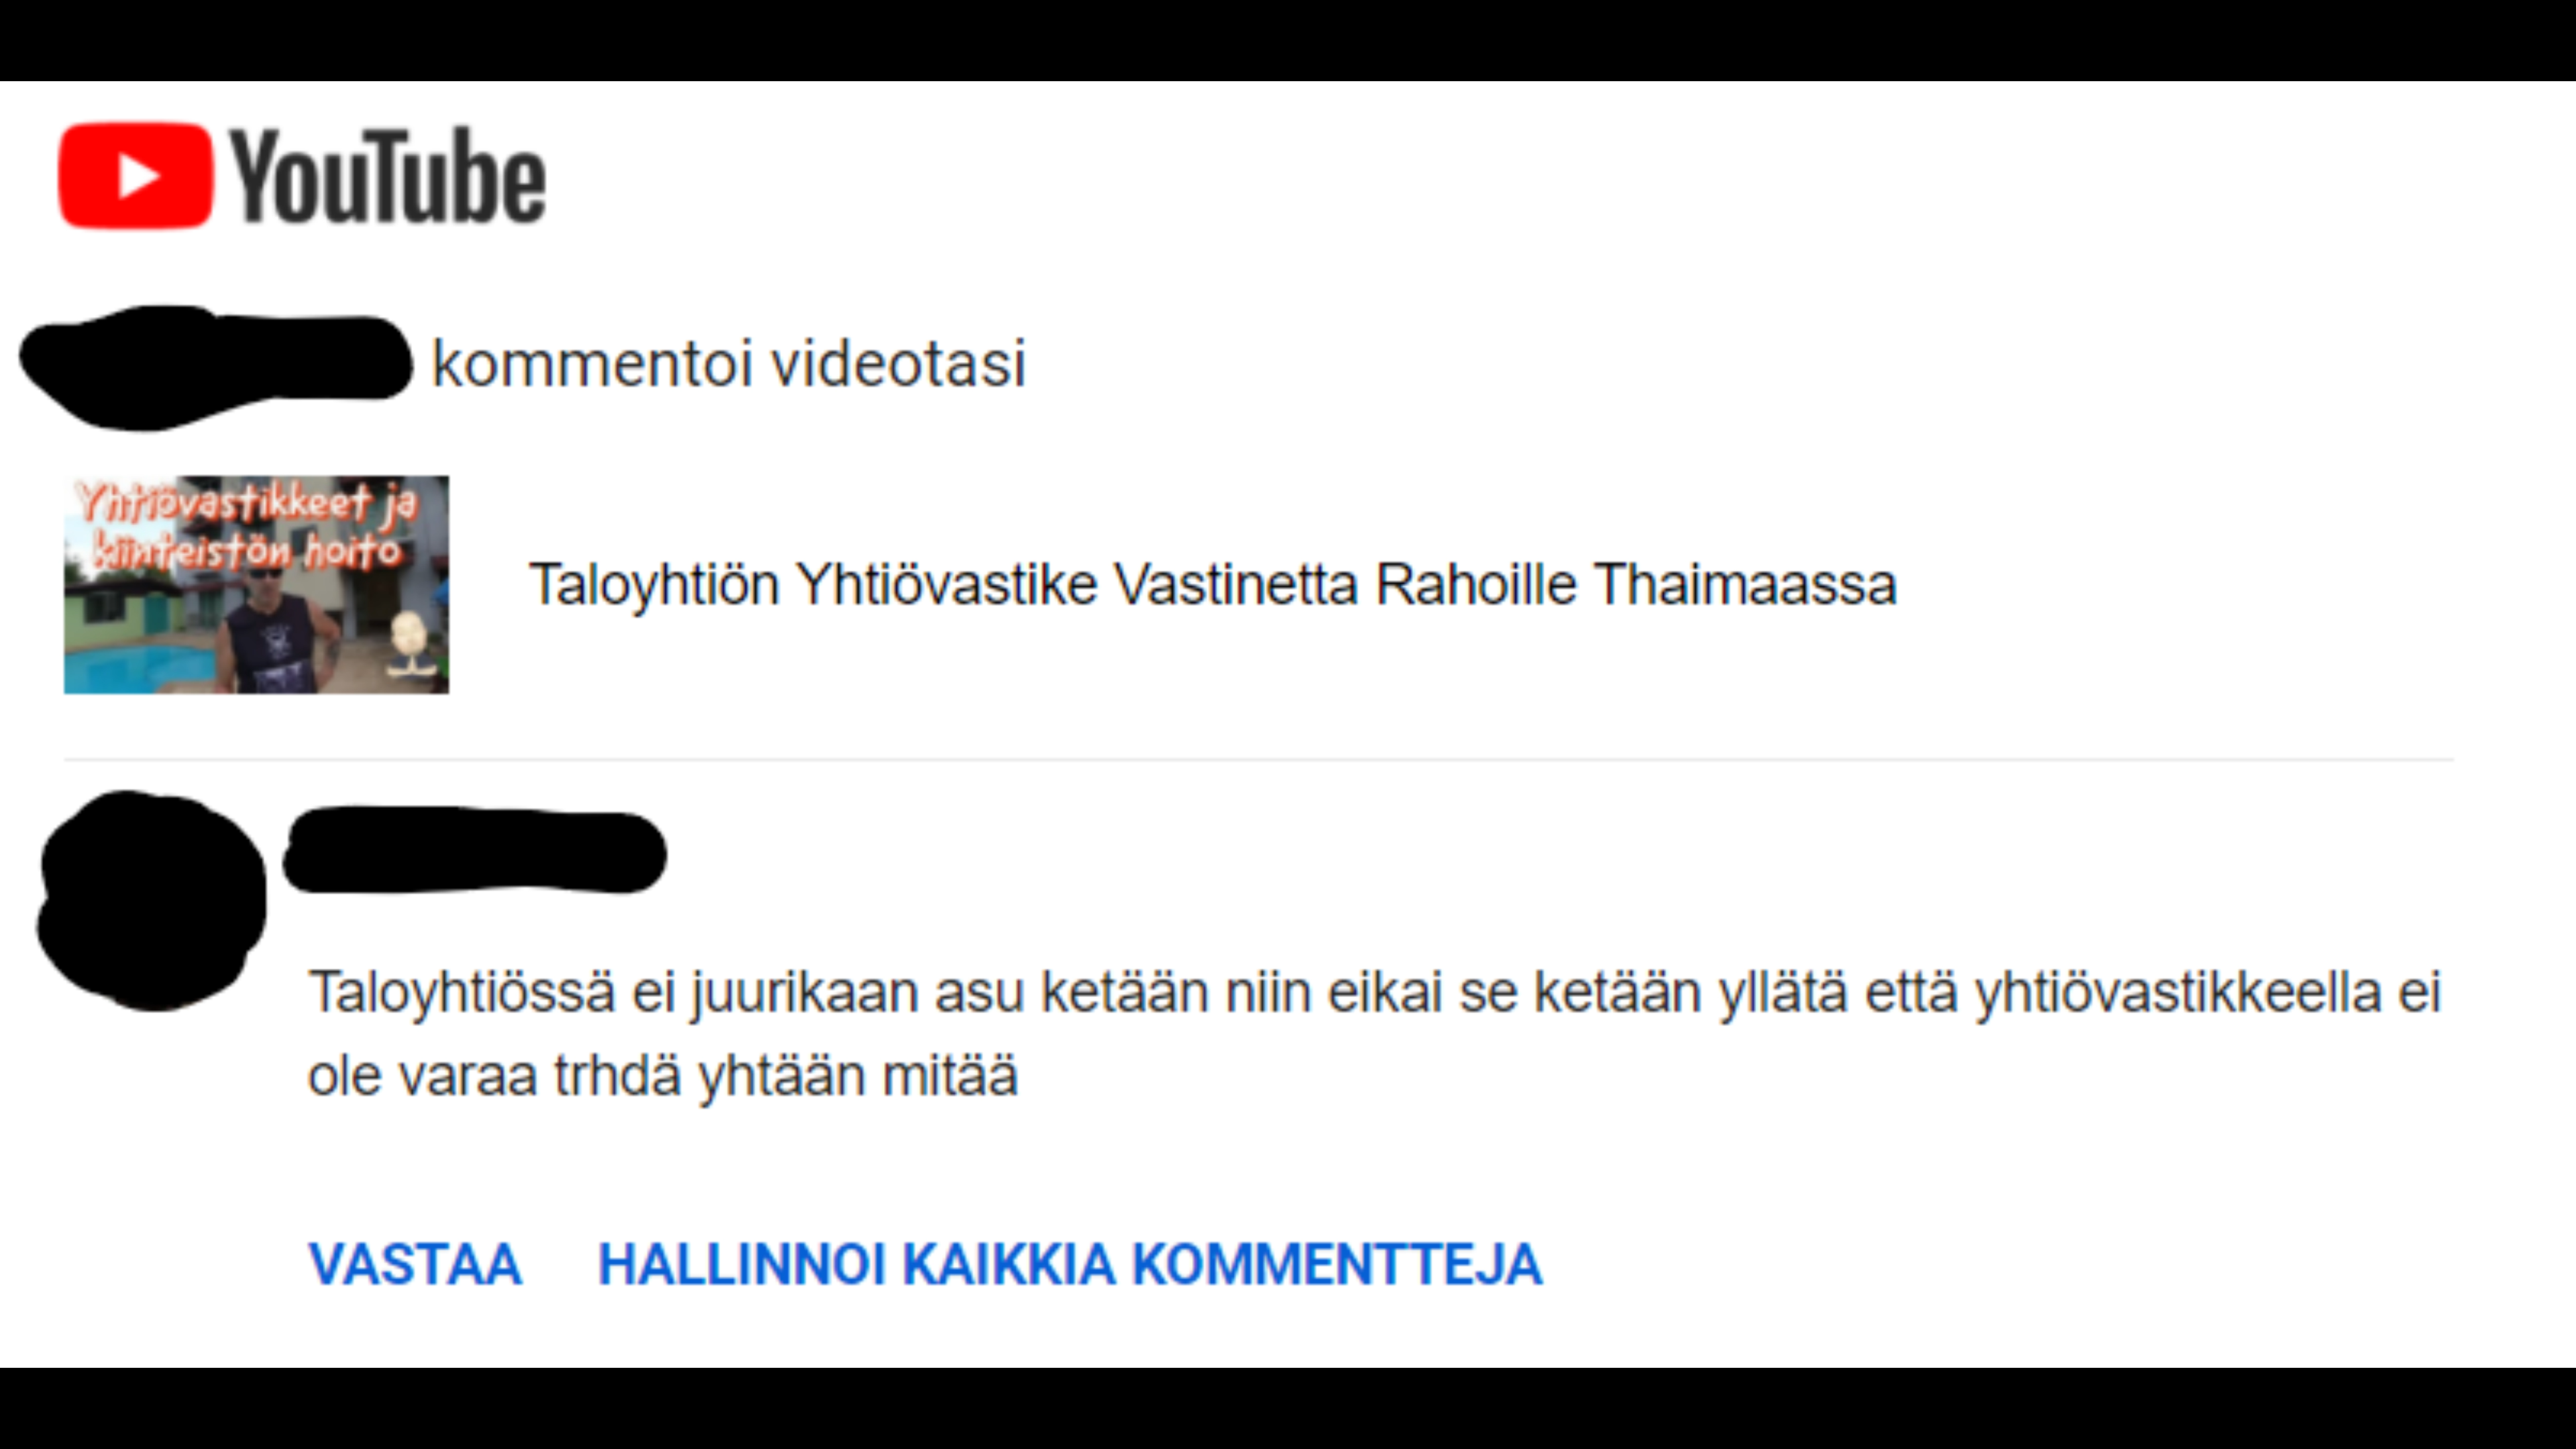 YouTube
kommentoi videotasi
Yhtiövastikkeet ja
kiinteistön hoito
Taloyhtiön Yhtiövastike Vastinetta Rahoille Thaimaassa
Taloyhtiössä ei juurikaan asu ketään niin eikai se ketään yllätä että yhtiövastikkeella ei
ole varaa trhdä yhtään mitää
VASTAA HALLINNOI KAIKKIA KOMMENTTEJA